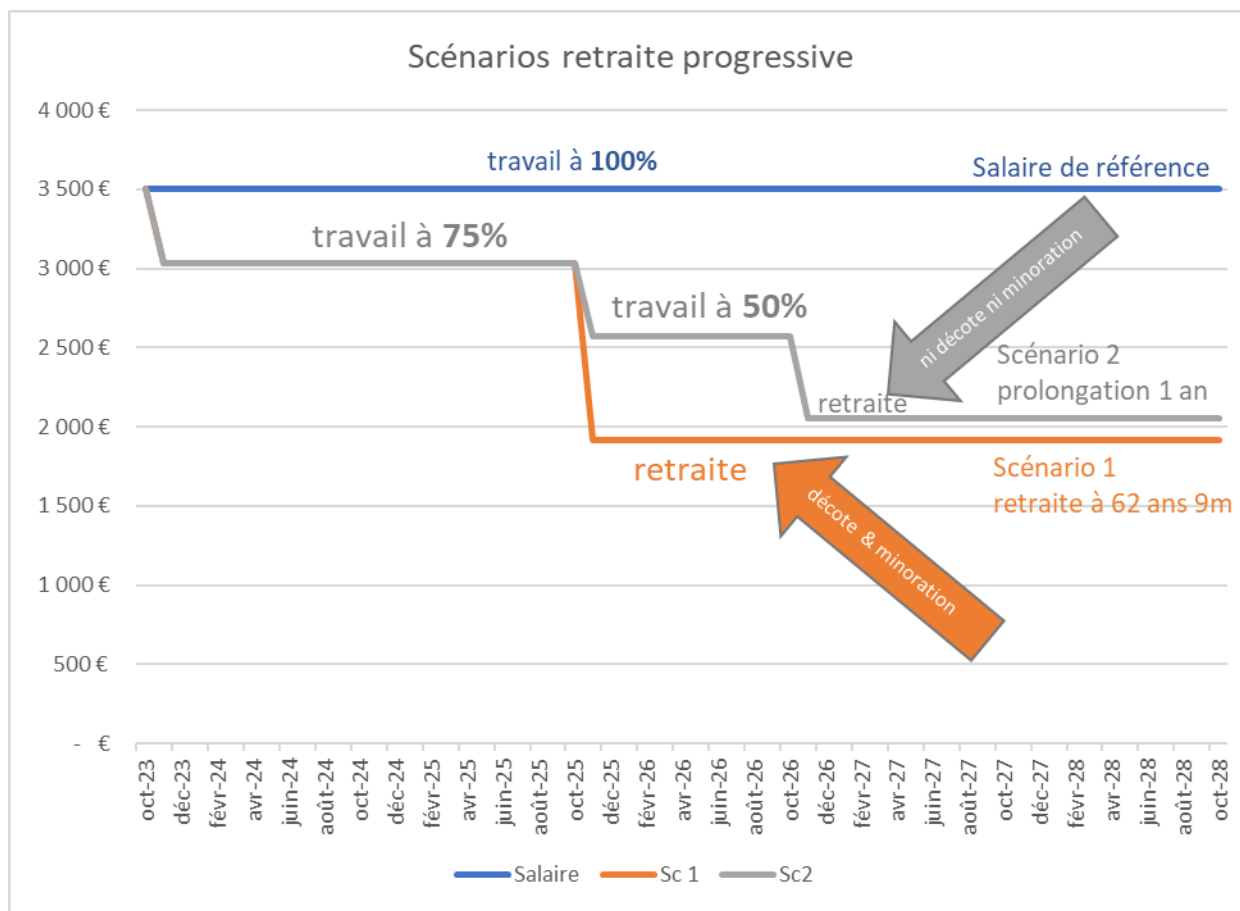 Scénarios retraite progressive
4 000 €
3 500 €
3 000 €
2 500 €
2 000 €
1 500 €
1 000 €
500 €
- €
travail à 100%
Salaire de référence
travail à 75%
travail à 50%
ni décote ni minoration
Scénario 2
prolongation 1 an
retraite
retraite
décote & minoration
Scénario 1
retraite à 62 ans 9m
oct-23
déc-23
févr-24
avr-24
juin-24
août-24
oct-24
déc-24
févr-25
avr-25
juin-25
août-25
oct-25
déc-25
févr-26
avr-26
juin-26
août-26
oct-26
déc-26
févr-27
avr-27
juin-27
août-27
oct-27
déc-27
févr-28
avr-28
juin-28
août-28
oct-28
Salaire
Sc 1
Sc2